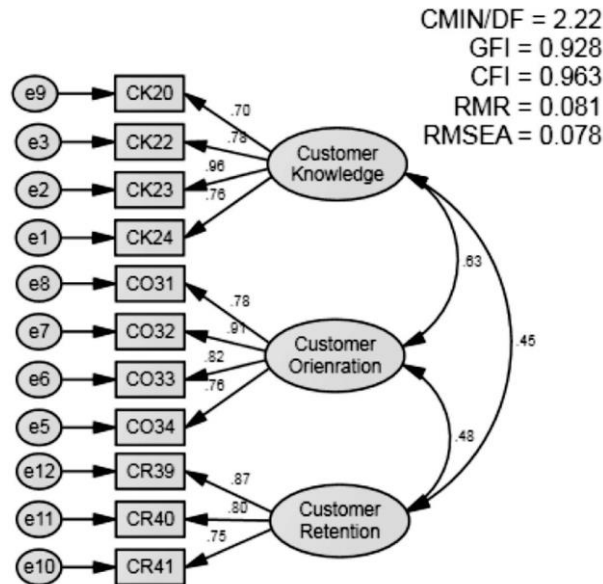 CMIN/DF = 2.22
GFI = 0.928
CFI = 0.963
RMR = 0.081
RMSEA = 0.078
e9 CK20 .70
e3 CK22 .78
e2 CK23 .96
e1 CK24 .76
Customer
Knowledge
.63
.45
e8 CO31 .78
e7 CO32 .91
e6 CO33 .82
e5 CO34 .76
Customer
Orienration
.48
e12 CR39 .87
e11 CR40 .80
e10 CR41 .75
Customer
Retention